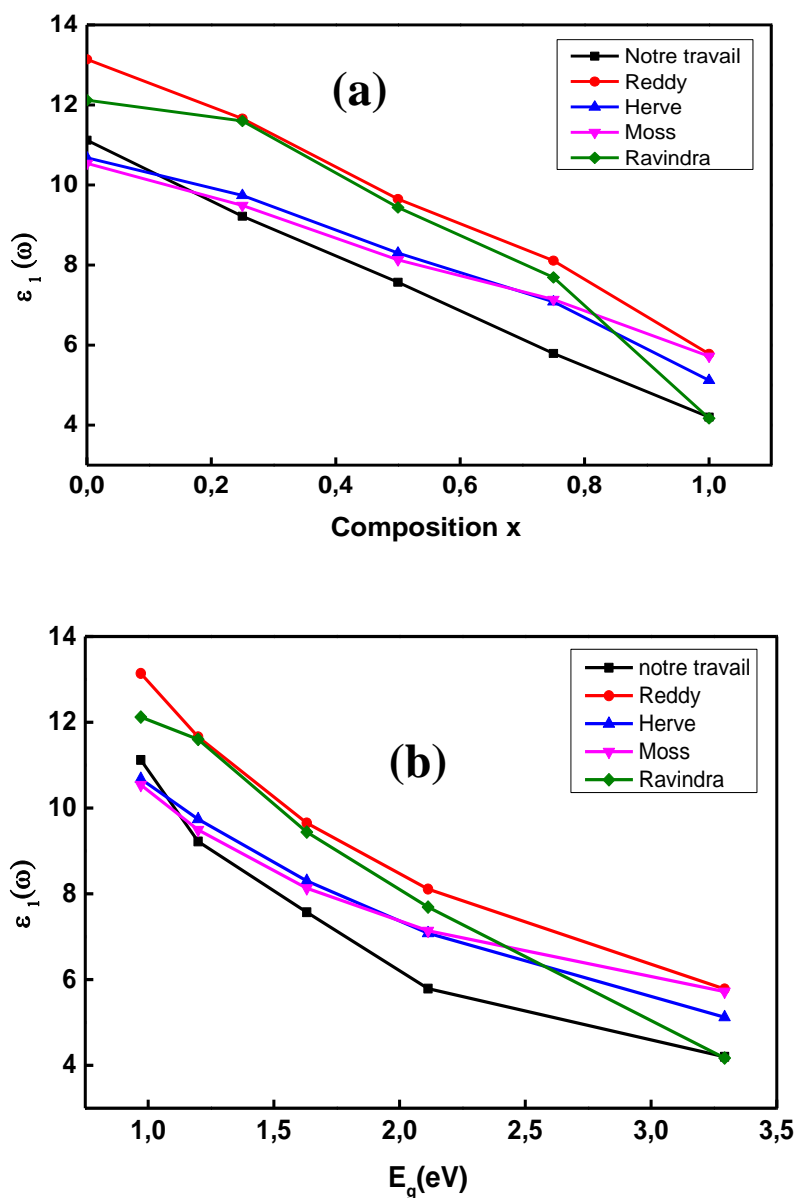 14
12
10
8
6
4
ε 1 (ω)
(a)
Notre travail
Reddy
Herve
Moss
Ravindra
0,0 0,2 0,4 0,6 0,8 1,0
Composition x
14
12
10
8
6
4
ε 1(ω)
(b)
notre travail
Reddy
Herve
Moss
Ravindra
1,0 1,5 2,0 2,5 3,0 3,5
Eg(eV)